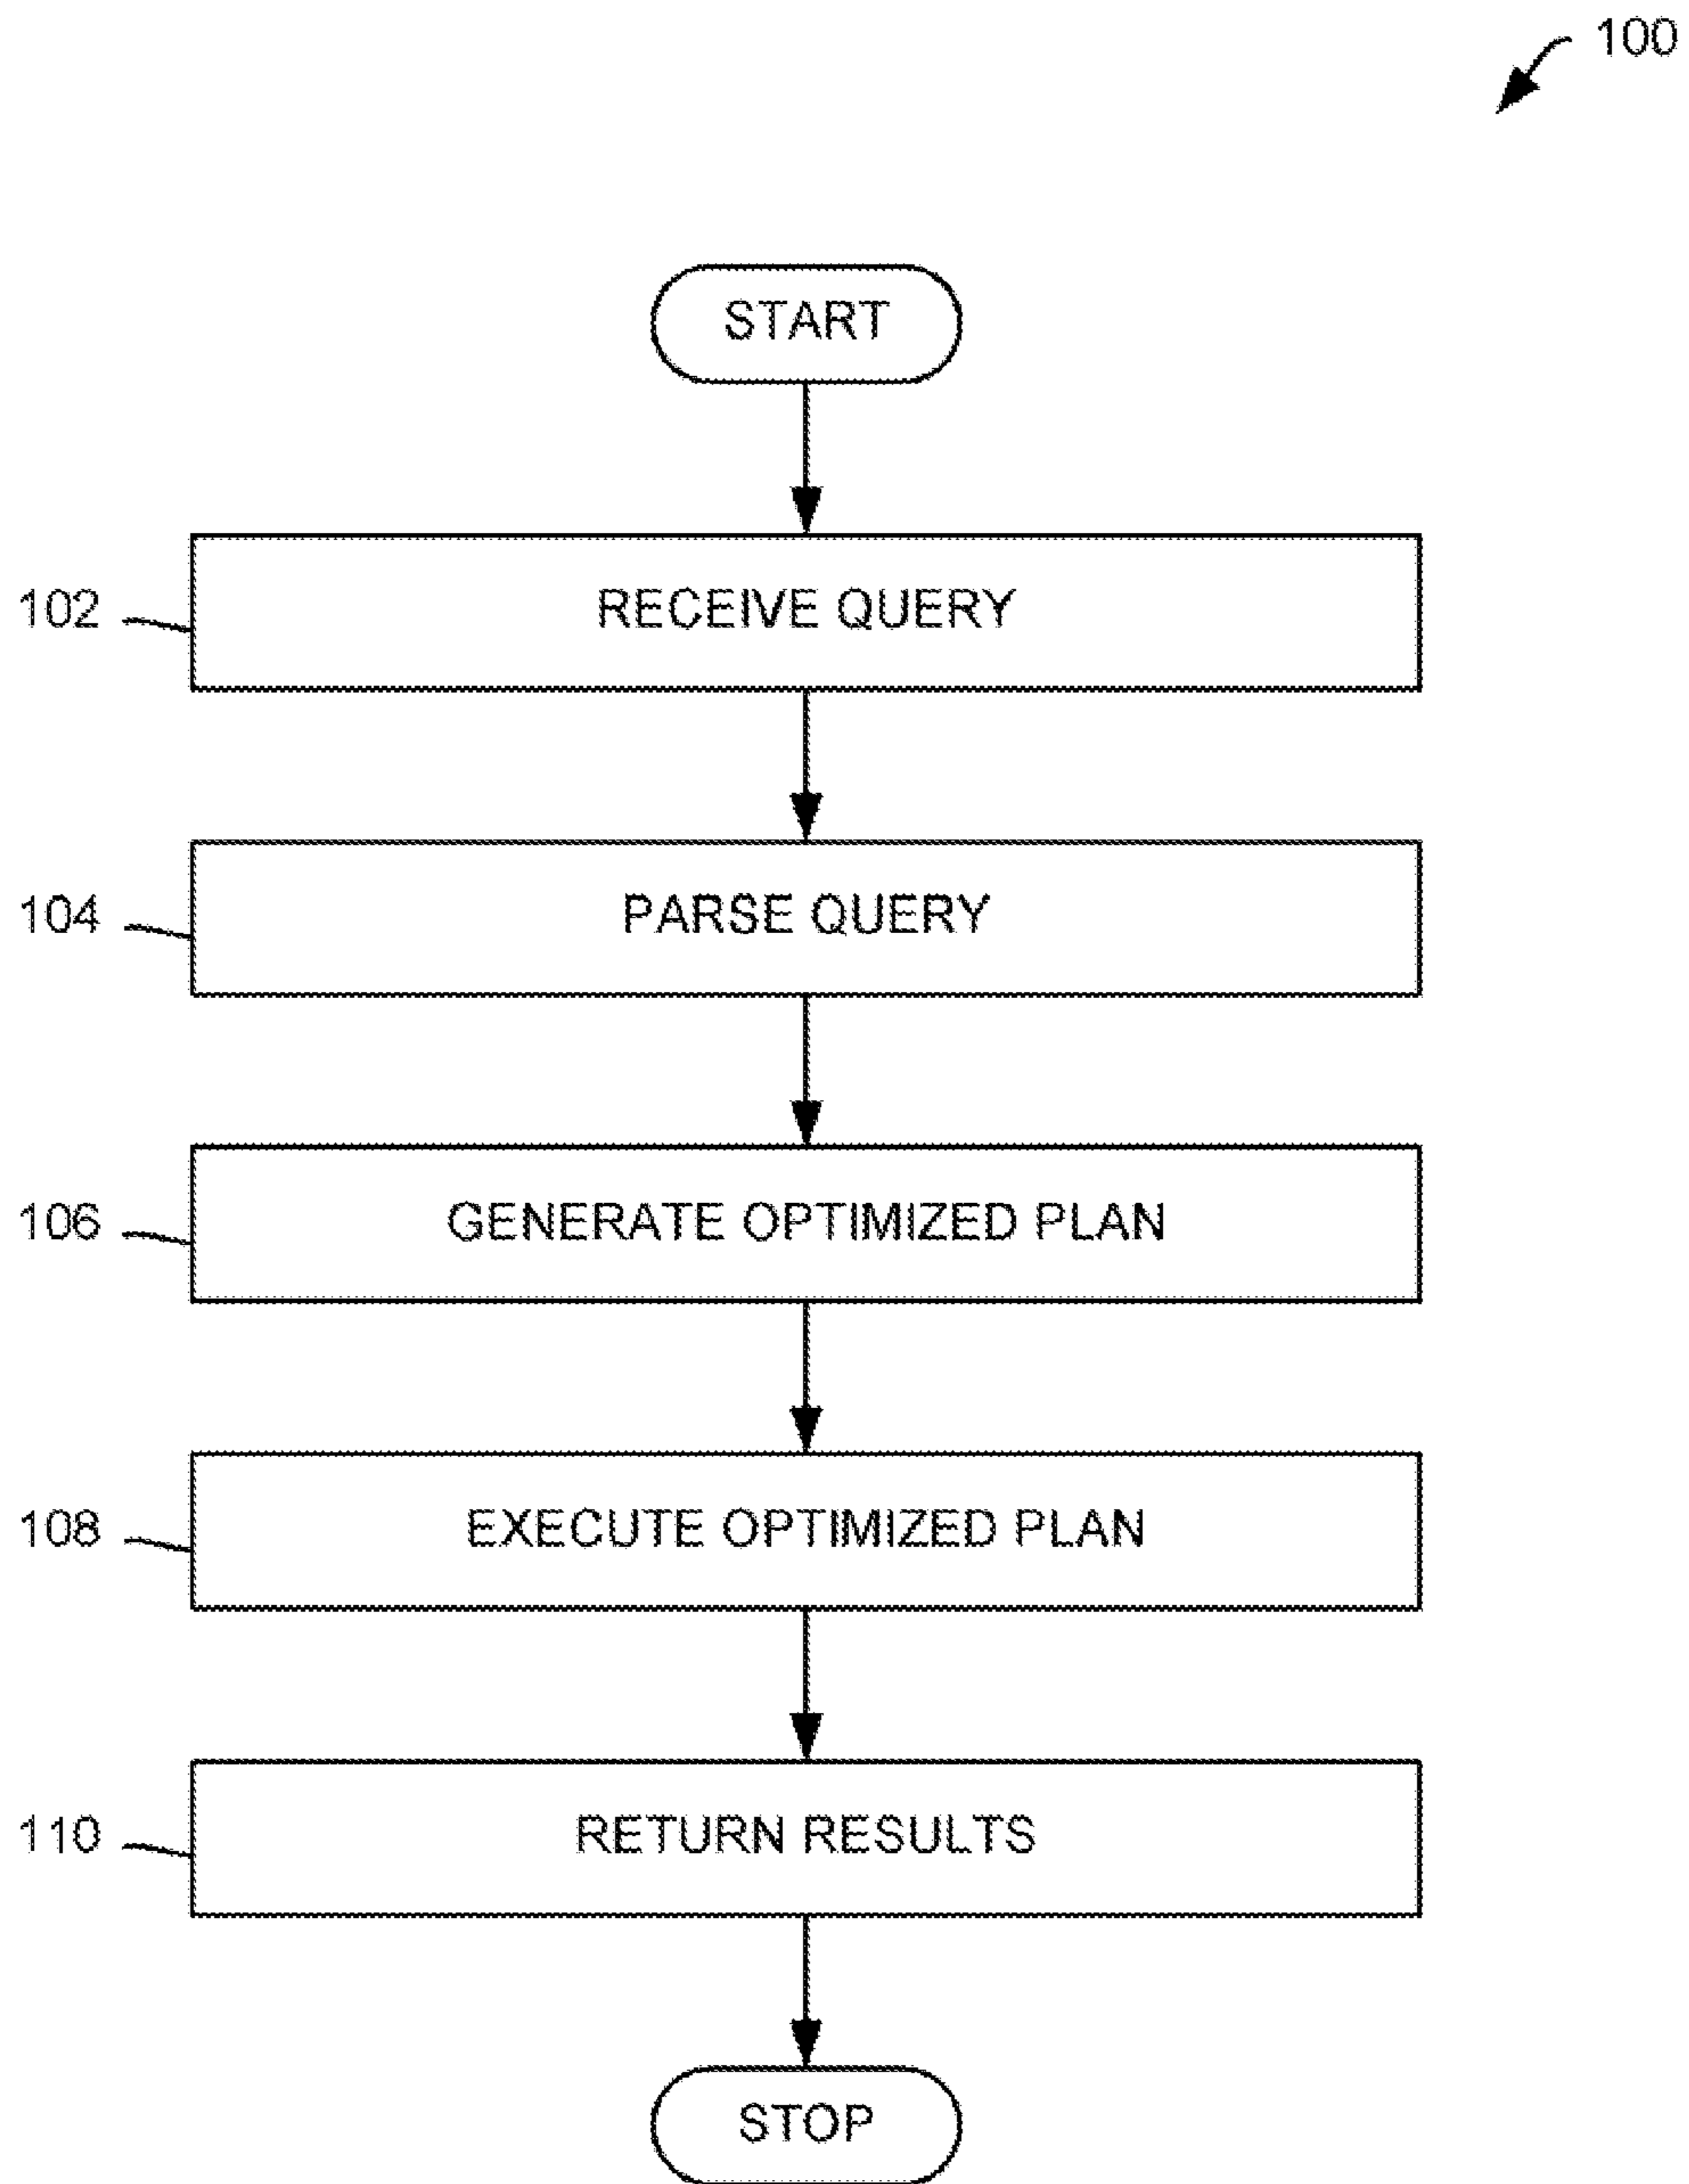 100
START
102
RECEIVE QUERY
104
PARSE QUERY
106
GENERATE OPTIMIZED PLAN
108
EXECUTE OPTIMIZED PLAN
110
RETURN RESULTS
STOP